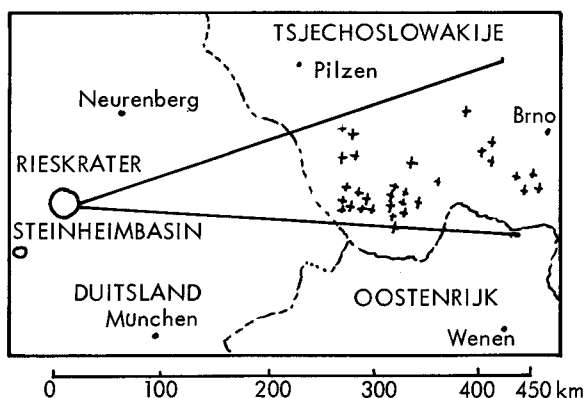 TSJECHOSLOWAKIJE
Pilzen
Neurenberg
Brno
RIESKRATER
STEINHEIMBASIN
DUITSLAND
OOSTENRIJK
München
Wenen
0 100 200 300 400 450 km